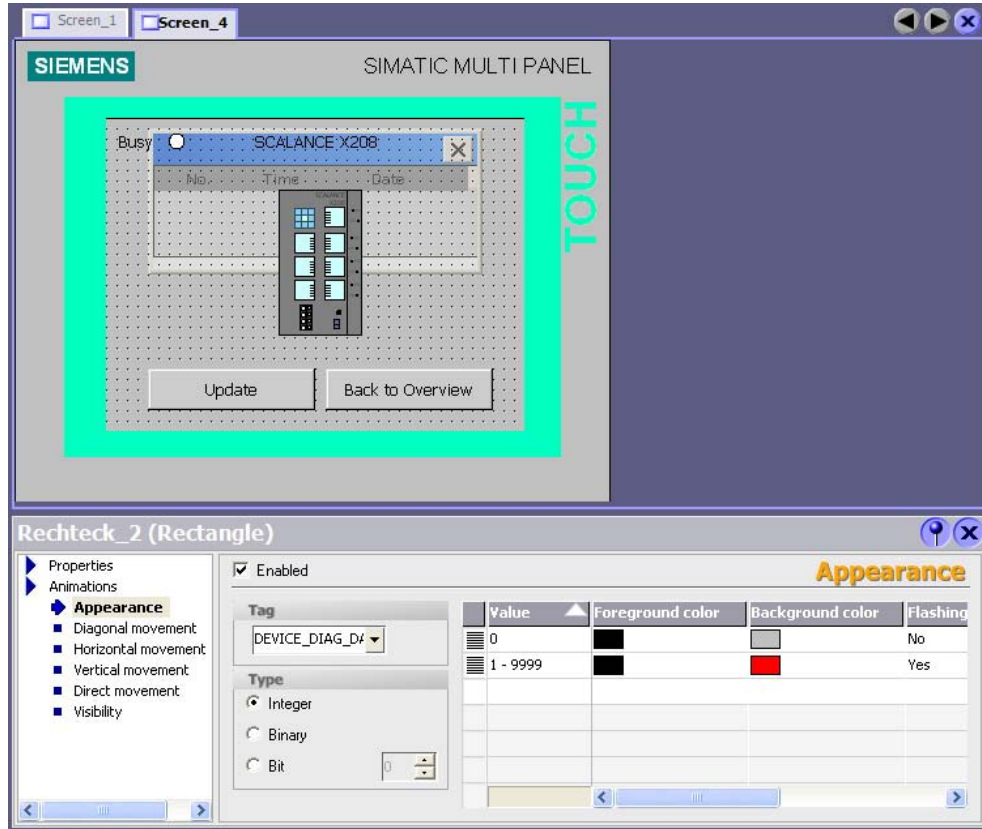 Screen_1 Screen_4
SIEMENS SIMATIC MULTI PANEL
TOUCH
Busy SCALANCE X208
No. Time Date
Update Back to Overview
Rechteck_2 (Rectangle)
Properties
Animations
Appearance
Diagonal movement
Horizontal movement
Vertical movement
Direct movement
Visibility
Enabled
Appearance
Tag
DEVICE_DIAG_DA
Type
Integer
Binary
Bit 0
Value Foreground color Background color Flashing
0 No
1 - 9999 Yes